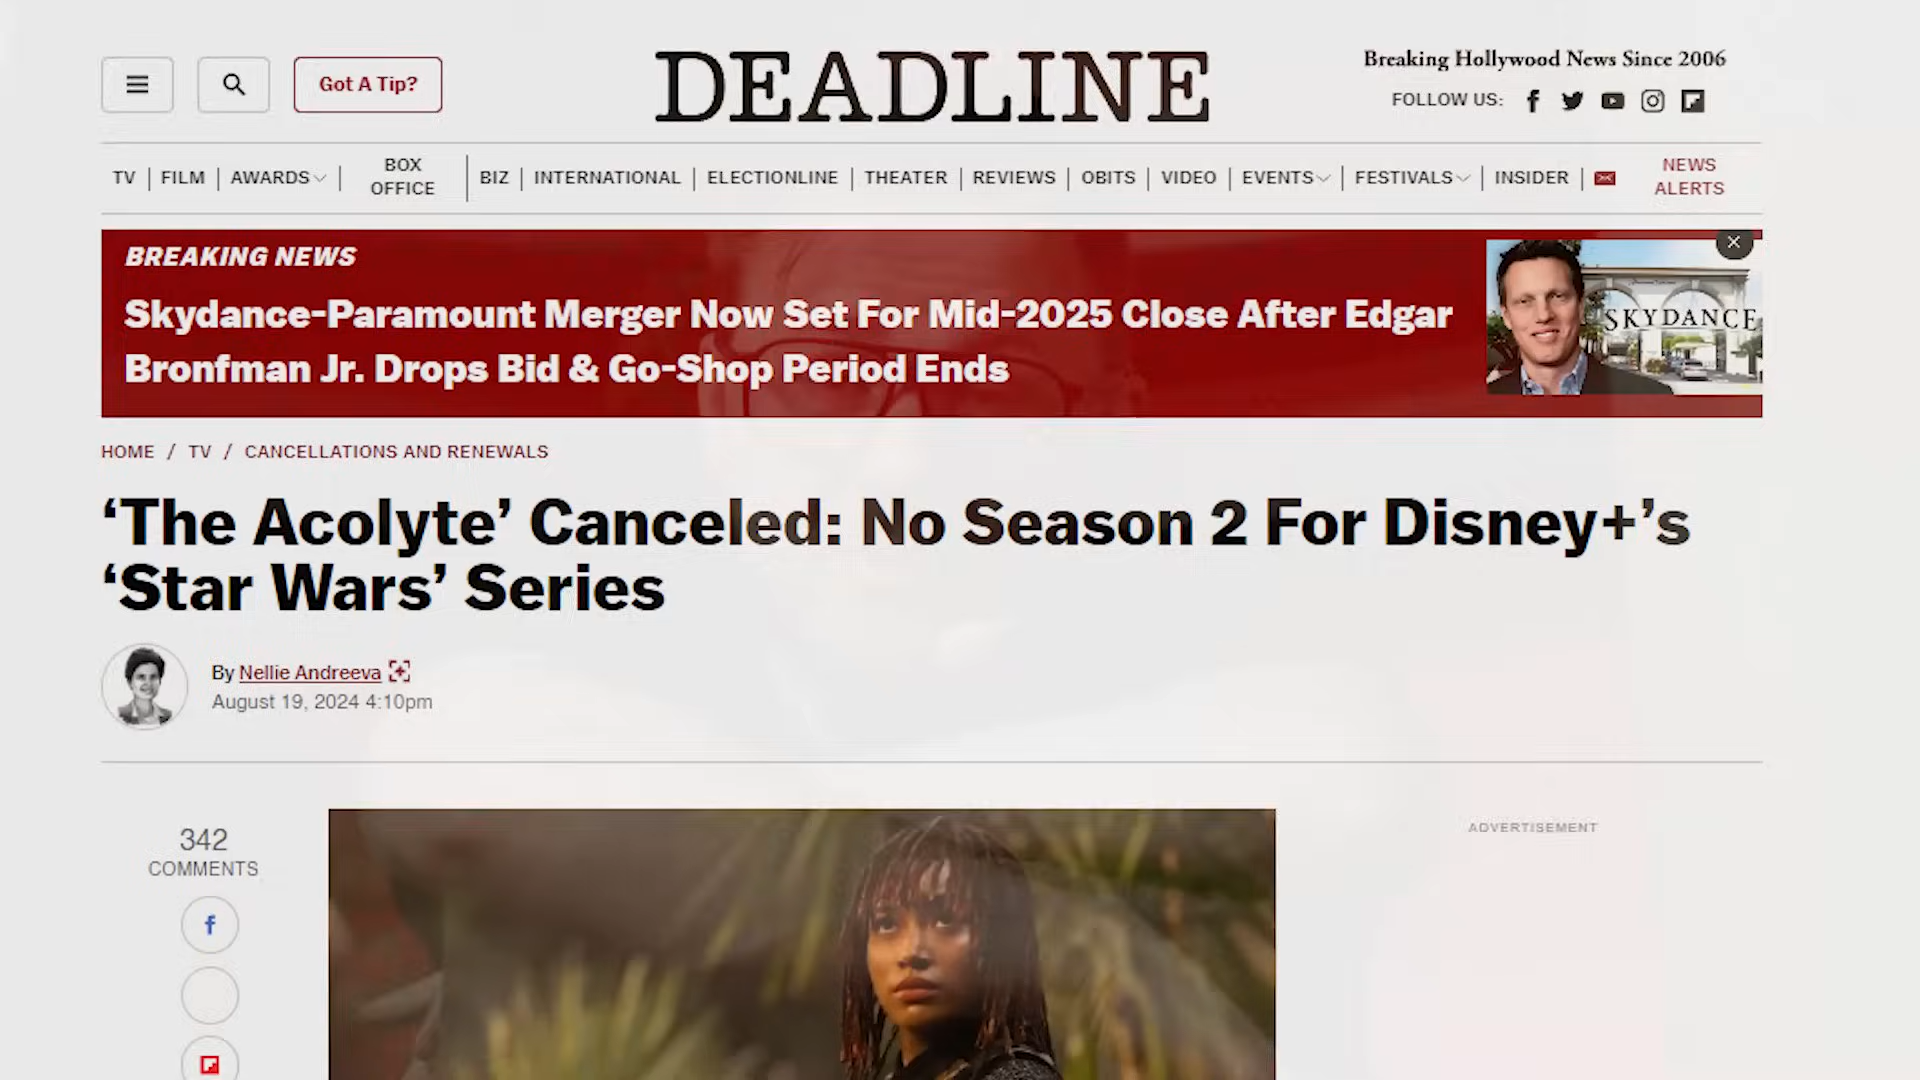 Got A Tip?
DEADLINE
Breaking Hollywood News Since 2006
FOLLOW US:
TV | FILM | AWARDS | BOX OFFICE | BIZ | INTERNATIONAL | ELECTIONLINE | THEATER | REVIEWS | OBITS | VIDEO | EVENTS | FESTIVALS | INSIDER | NEWS ALERTS
BREAKING NEWS
Skydance-Paramount Merger Now Set For Mid-2025 Close After Edgar
Bronfman Jr. Drops Bid & Go-Shop Period Ends
SKYDANCE
HOME / TV / CANCELLATIONS AND RENEWALS
‘The Acolyte’ Canceled: No Season 2 For Disney+’s
‘Star Wars’ Series
By Nellie Andreeva
August 19, 2024 4:10pm
342
COMMENTS
ADVERTISEMENT